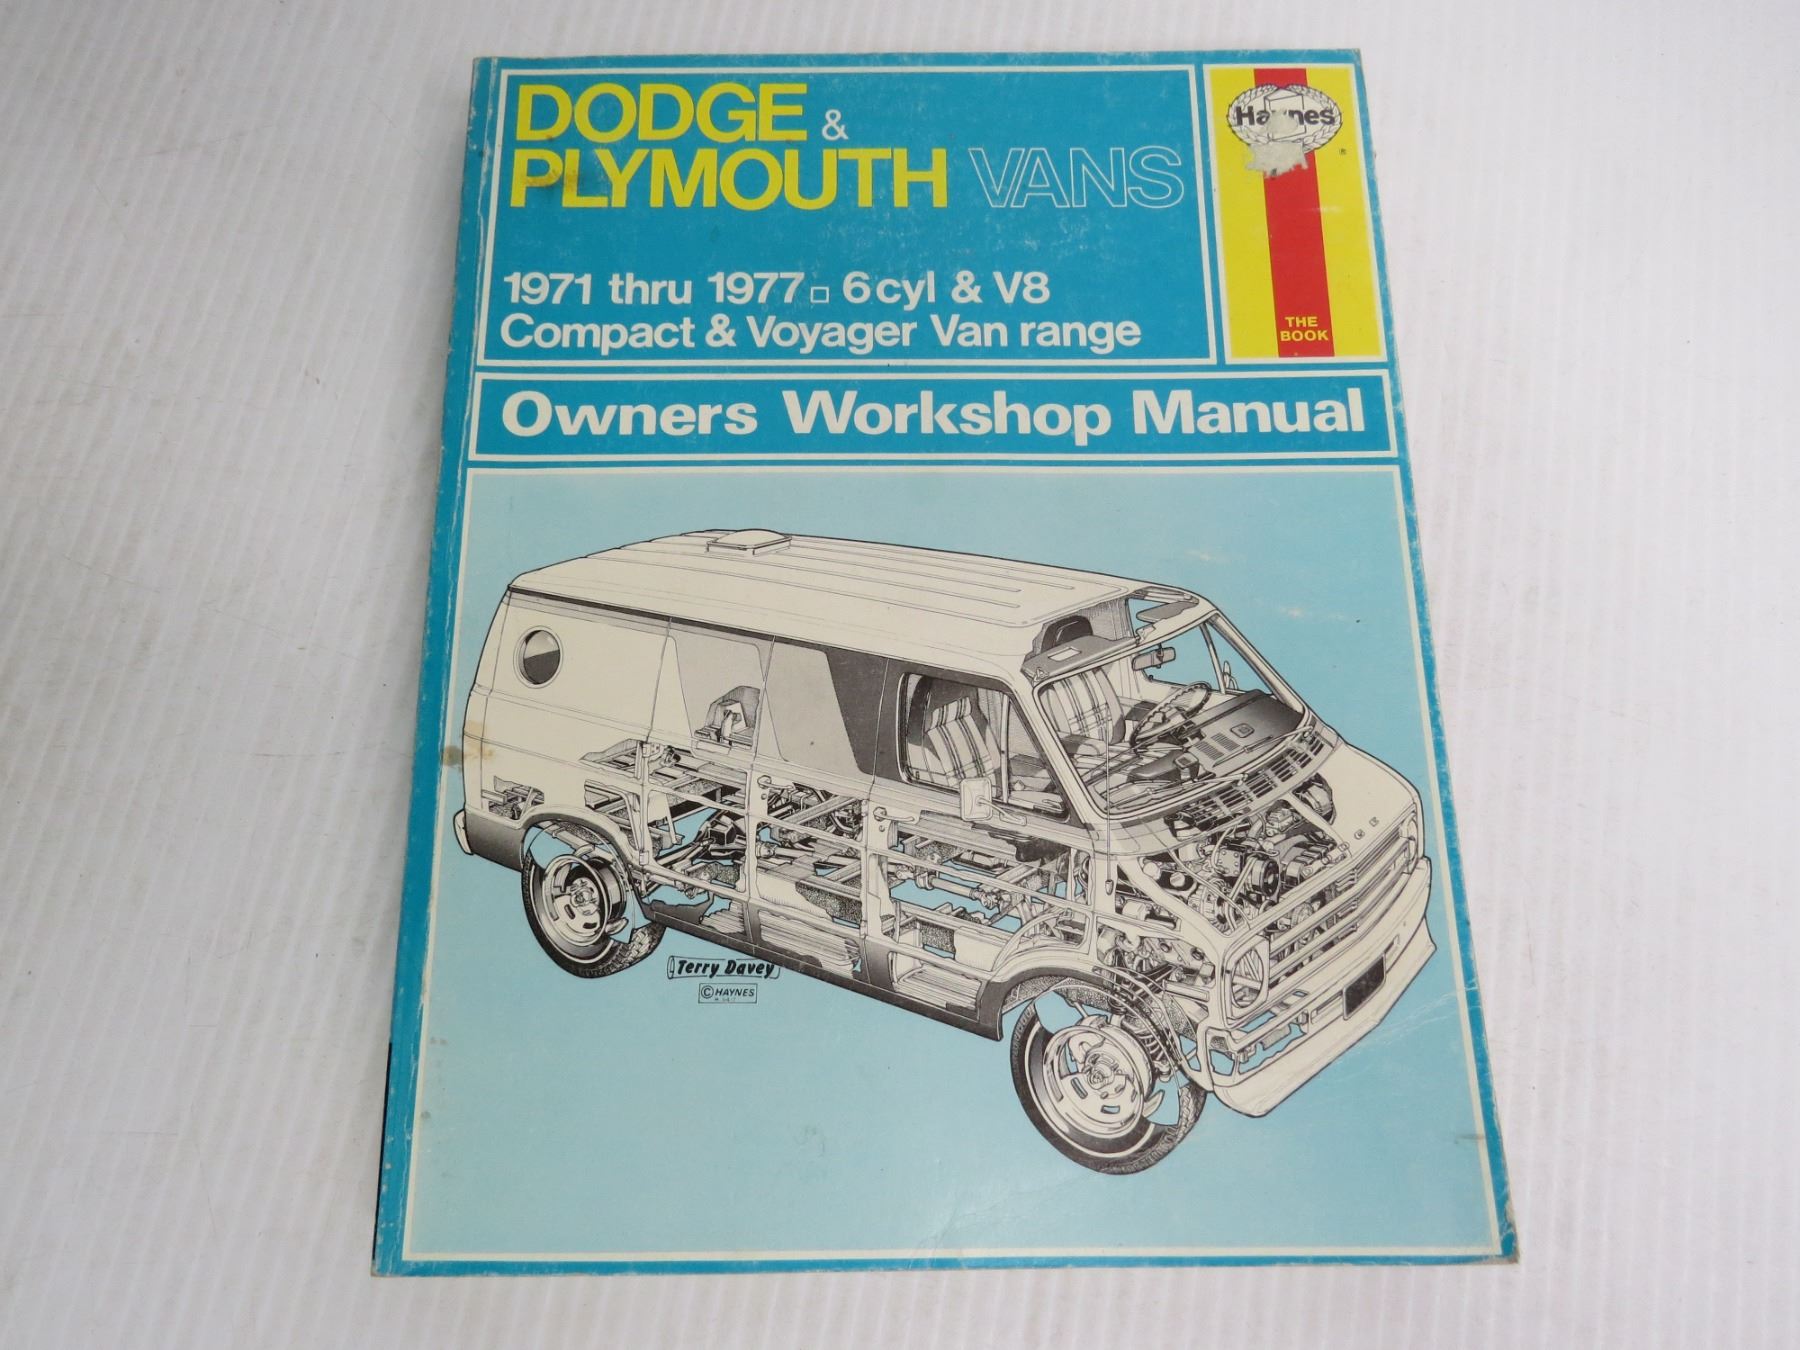 DODGE &
PLYMOUTH VANS
1971 thru 1977 □ 6cyl & V8
Compact & Voyager Van range
Haynes
®
THE
BOOK
Owners Workshop Manual
Terry Davey
© HAYNES